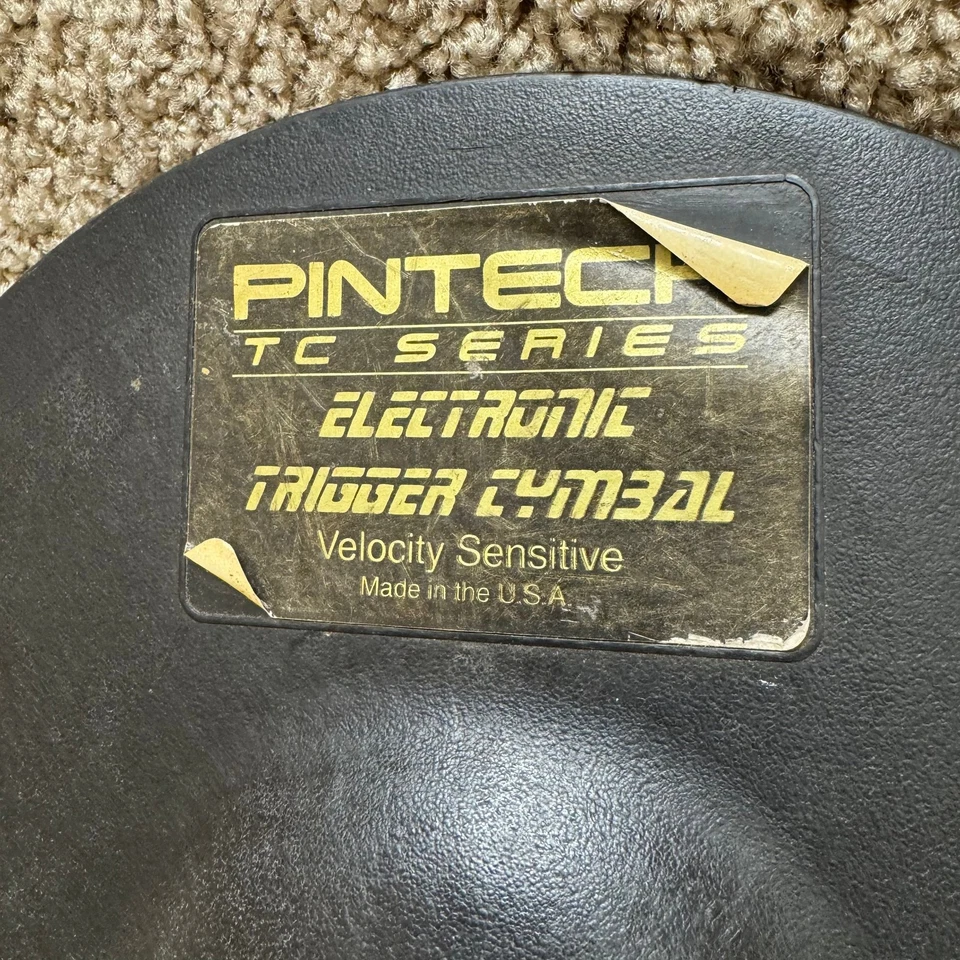 PINTECH
TC SERIES
ELECTRONIC
TRIGGER CYMBAL
Velocity Sensitive
Made in the U.S.A.